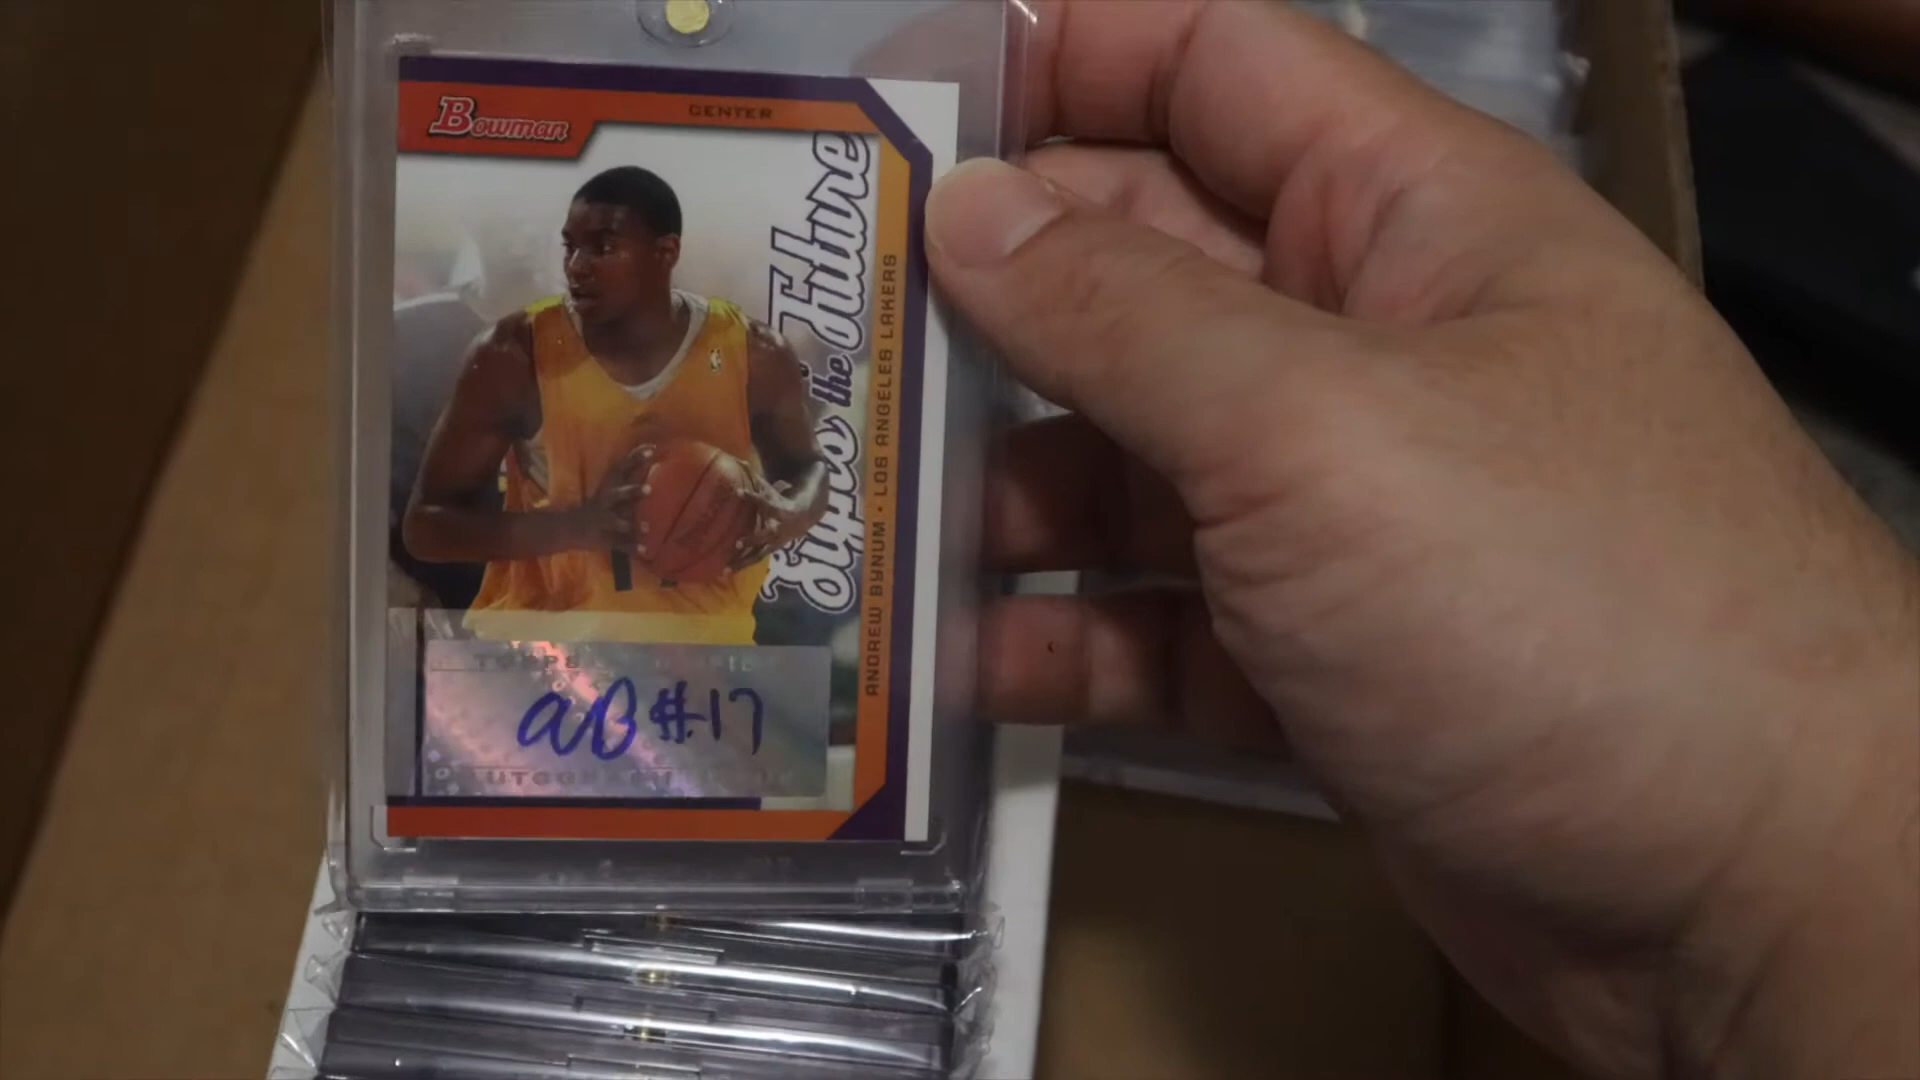 Bowman
CENTER
Signs of the Future
ANDREW BYNUM • LOS ANGELES LAKERS
TOPPS CERTIFIED
AB #17
AUTOGRAPH ISSUE